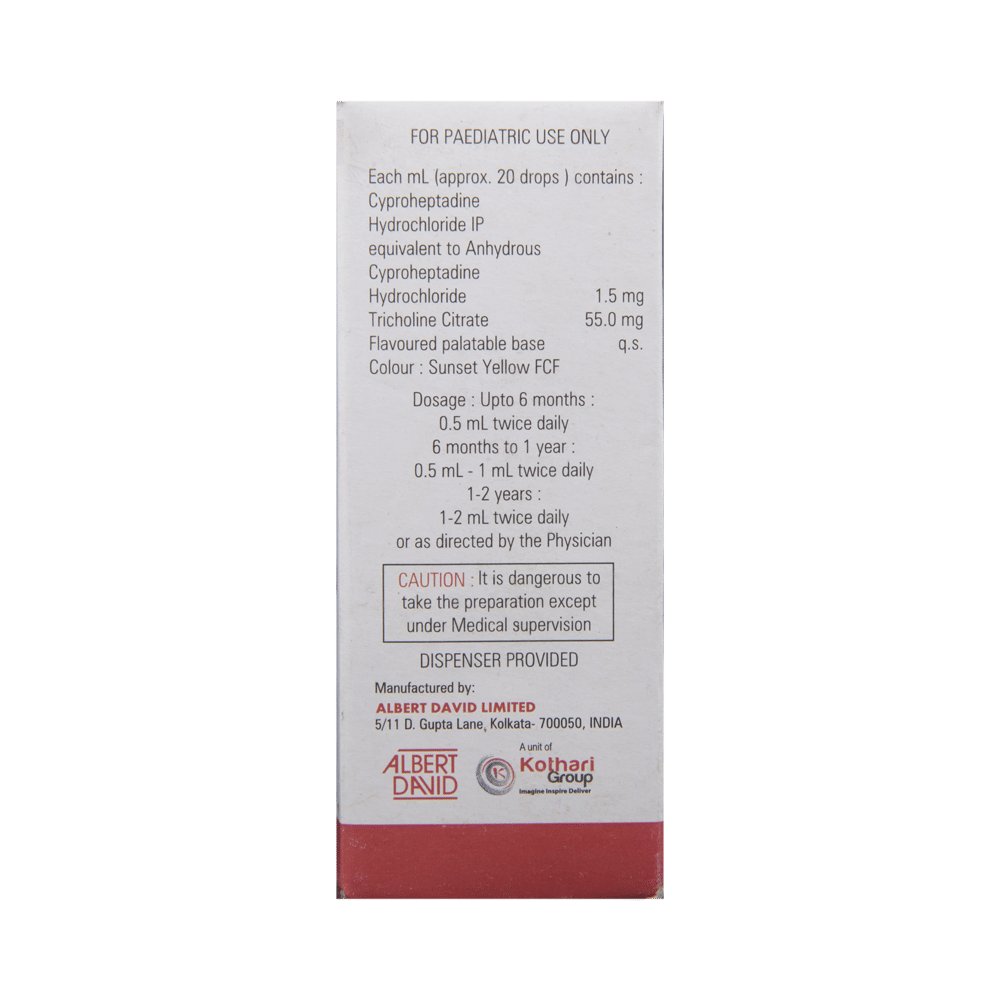 FOR PAEDIATRIC USE ONLY
Each mL (approx. 20 drops ) contains :
Cyproheptadine
Hydrochloride IP
equivalent to Anhydrous
Cyproheptadine
Hydrochloride 1.5 mg
Tricholine Citrate 55.0 mg
Flavoured palatable base q.s.
Colour : Sunset Yellow FCF
Dosage : Upto 6 months :
0.5 mL twice daily
6 months to 1 year :
0.5 mL - 1 mL twice daily
1-2 years :
1-2 mL twice daily
or as directed by the Physician
CAUTION : It is dangerous to
take the preparation except
under Medical supervision
DISPENSER PROVIDED
Manufactured by:
ALBERT DAVID LIMITED
5/11 D. Gupta Lane, Kolkata- 700050, INDIA
ALBERT
DAVID
A unit of
K
Kothari
Group
Imagine Inspire Deliver